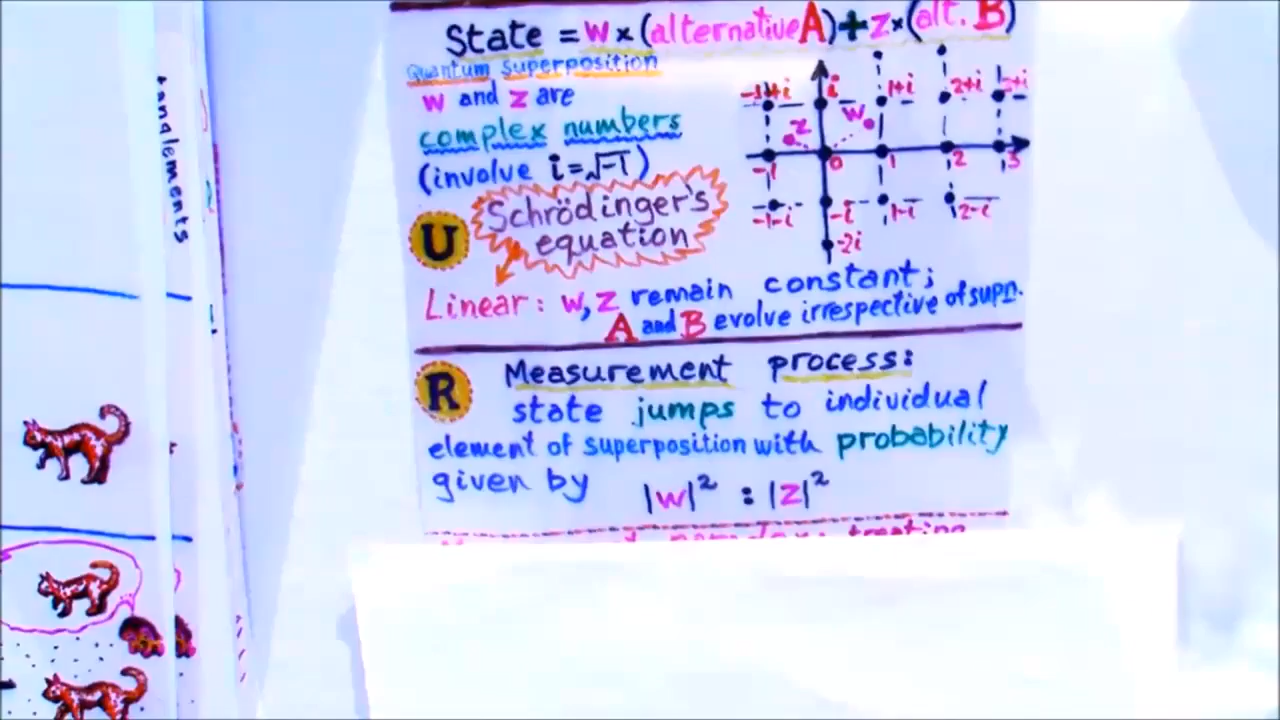 State = w × (alternative A) + z × (alt. B)
Quantum superposition
w and z are
complex numbers
(involve i = √-1)
-1+i i 1+i 2+i 3+i
z w
-1 0 1 2 3
-1-i -i 1-i 2-i
-2i
U Schrödinger's
equation
Linear: w, z remain constant;
A and B evolve irrespective of supn.
R Measurement process:
state jumps to individual
element of superposition with probability
given by |w|² : |z|²
tanglements